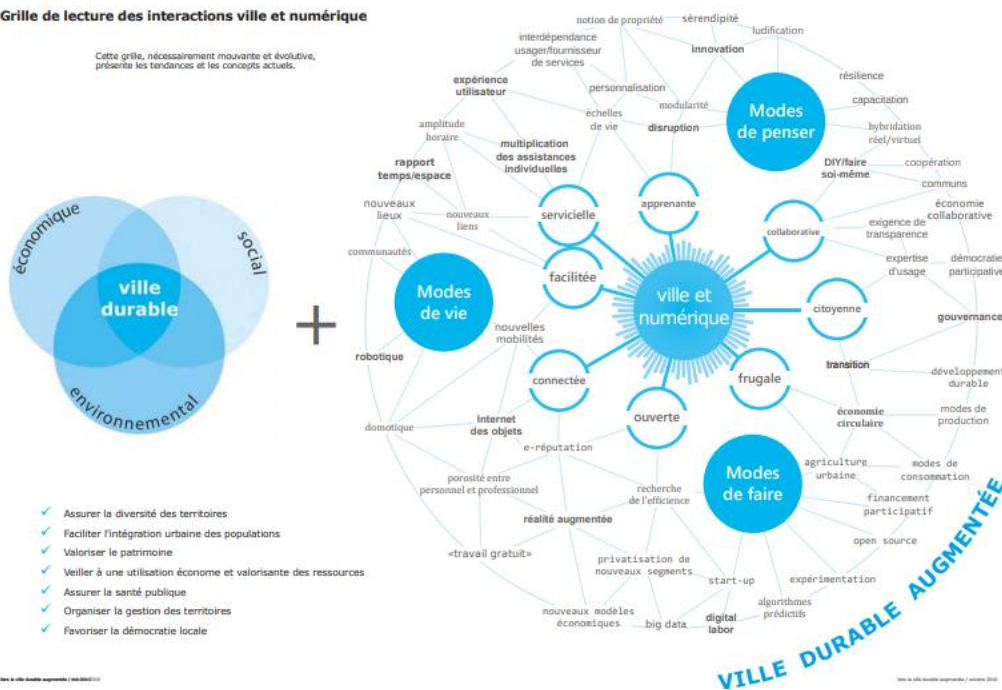 Grille de lecture des interactions ville et numérique
Cette grille, nécessairement mouvante et évolutive,
présente les tendances et les concepts actuels.
économique
social
environnemental
ville
durable
+
Assurer la diversité des territoires
Faciliter l'intégration urbaine des populations
Valoriser le patrimoine
Veiller à une utilisation économe et valorisante des ressources
Assurer la santé publique
Organiser la gestion des territoires
Favoriser la démocratie locale
notion de propriété
sérendipité
ludification
interdépendance
usager/fournisseur
de services
innovation
expérience
utilisateur
personnalisation
résilience
échelles
de vie
modularité
disruption
Modes
de penser
capacitation
hybridation
réel/virtuel
amplitude
horaire
multiplication
des assistances
individuelles
rapport
temps/espace
DIY/faire
soi-même
coopération
communs
nouveaux
lieux
nouveaux
liens
servicielle
apprenante
collaborative
économie
collaborative
exigence de
transparence
communautés
facilitée
expertise
d'usage
démocratie
participative
Modes
de vie
ville et
numérique
citoyenne
gouvernance
nouvelles
mobilités
robotique
connectée
frugale
transition
développement
durable
domotique
Internet
des objets
ouverte
économie
circulaire
modes de
production
e-réputation
porosité entre
personnel et professionnel
recherche
de l'efficience
Modes
de faire
agriculture
urbaine
modes de
consommation
réalité augmentée
financement
participatif
«travail gratuit»
privatisation de
nouveaux segments
start-up
open source
expérimentation
nouveaux modèles
économiques
big data
digital
labor
algorithmes
prédictifs
VILLE DURABLE AUGMENTÉE
Vers la ville durable augmentée / octobre 2016